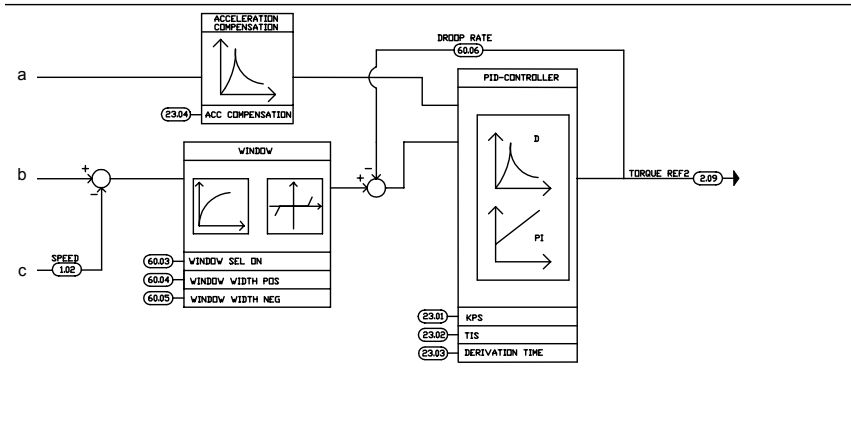 ACCELERATION
COMPENSATION
DROOP RATE
60.06
a
PID-CONTROLLER
23.04
ACC COMPENSATION
WINDOW
D
b
+
−
+
−
TORQUE REF2
2.09
PI
SPEED
c
1.02
60.03
WINDOW SEL ON
60.04
WINDOW WIDTH POS
60.05
WINDOW WIDTH NEG
23.01
KPS
23.02
TIS
23.03
DERIVATION TIME